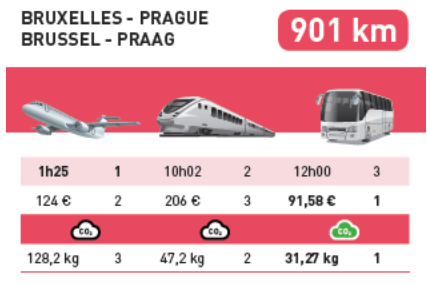 BRUXELLES - PRAGUE
BRUSSEL - PRAAG
901 km
1h25 1 10h02 2 12h00 3
124 € 2 206 € 3 91,58 € 1
CO₂ CO₂ CO₂
128,2 kg 3 47,2 kg 2 31,27 kg 1